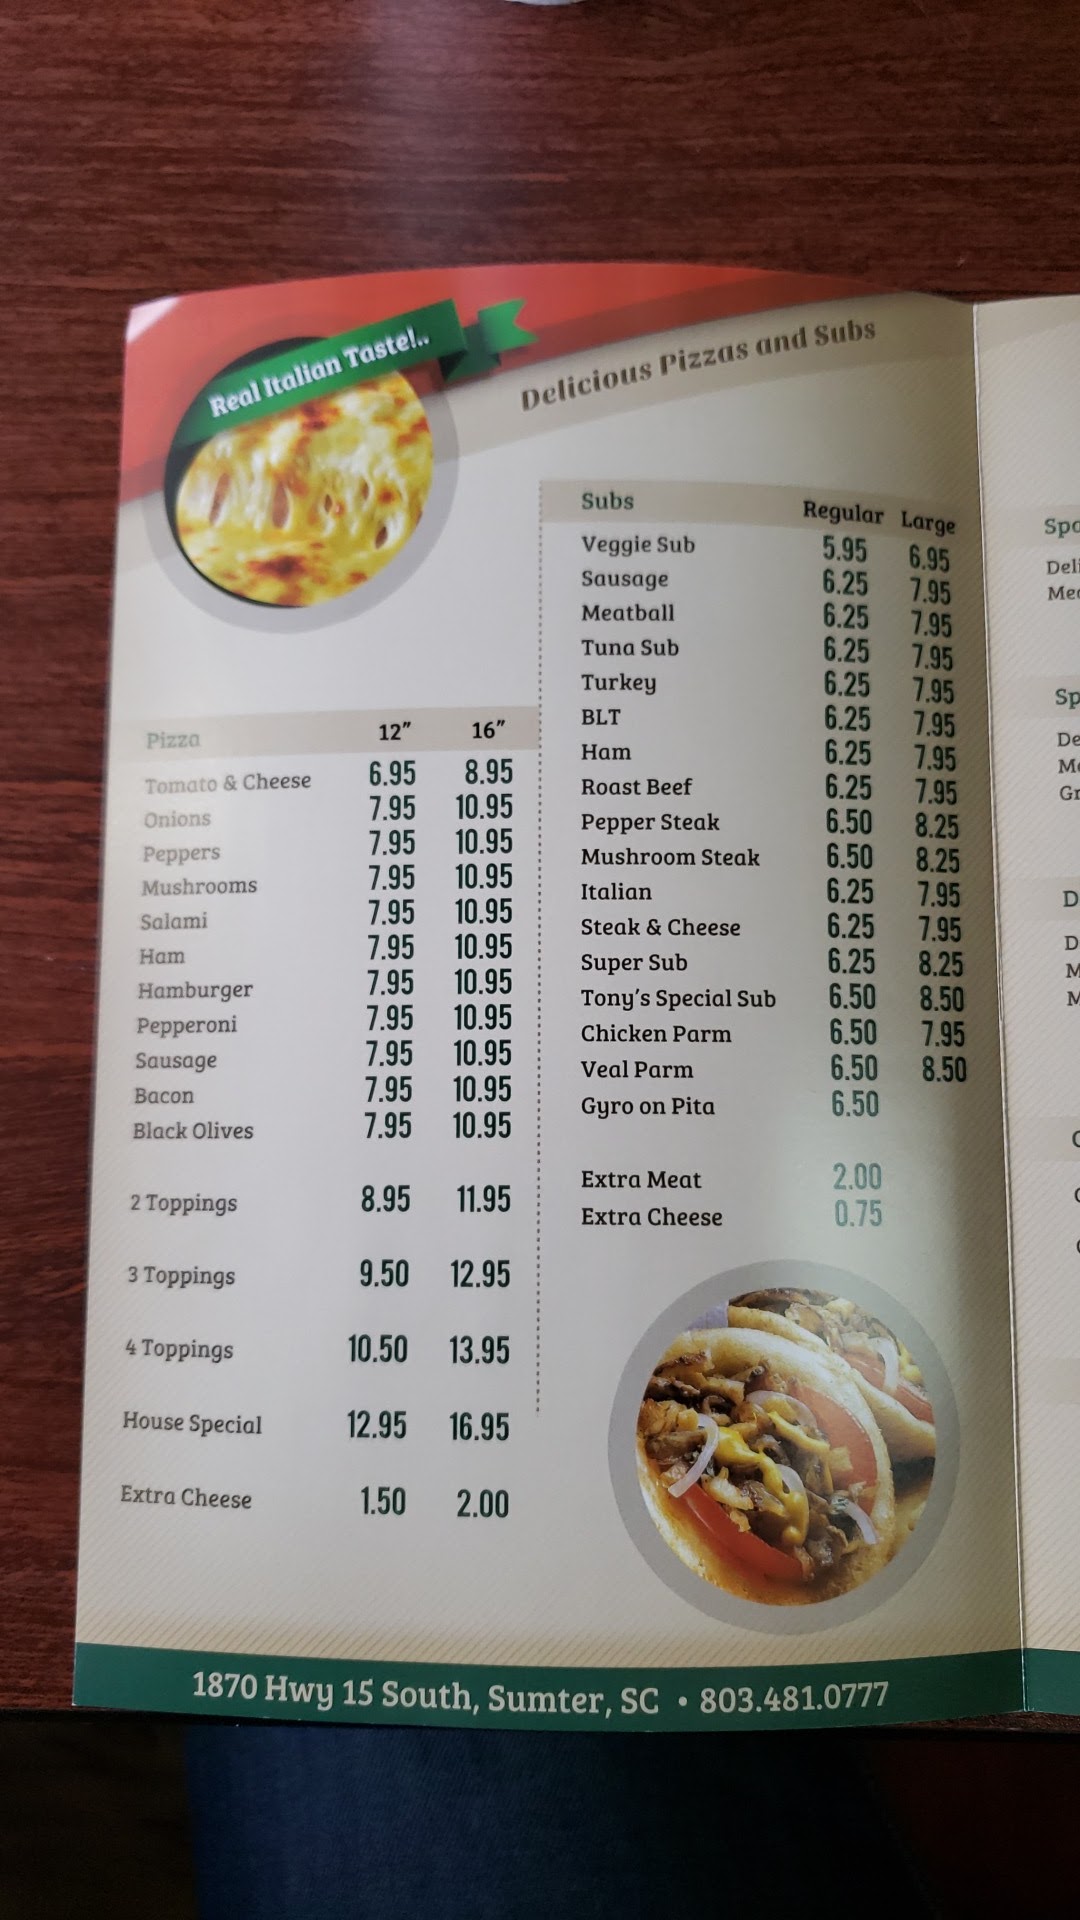 Real Italian Taste!..
Delicious Pizzas and Subs
Pizza 12" 16"
Tomato & Cheese 6.95 8.95
Onions 7.95 10.95
Peppers 7.95 10.95
Mushrooms 7.95 10.95
Salami 7.95 10.95
Ham 7.95 10.95
Hamburger 7.95 10.95
Pepperoni 7.95 10.95
Sausage 7.95 10.95
Bacon 7.95 10.95
Black Olives 7.95 10.95
2 Toppings 8.95 11.95
3 Toppings 9.50 12.95
4 Toppings 10.50 13.95
House Special 12.95 16.95
Extra Cheese 1.50 2.00
Subs Regular Large
Veggie Sub 5.95 6.95
Sausage 6.25 7.95
Meatball 6.25 7.95
Tuna Sub 6.25 7.95
Turkey 6.25 7.95
BLT 6.25 7.95
Ham 6.25 7.95
Roast Beef 6.25 7.95
Pepper Steak 6.50 8.25
Mushroom Steak 6.50 8.25
Italian 6.25 7.95
Steak & Cheese 6.25 7.95
Super Sub 6.25 8.25
Tony's Special Sub 6.50 8.50
Chicken Parm 6.50 7.95
Veal Parm 6.50 8.50
Gyro on Pita 6.50
Extra Meat 2.00
Extra Cheese 0.75
1870 Hwy 15 South, Sumter, SC • 803.481.0777